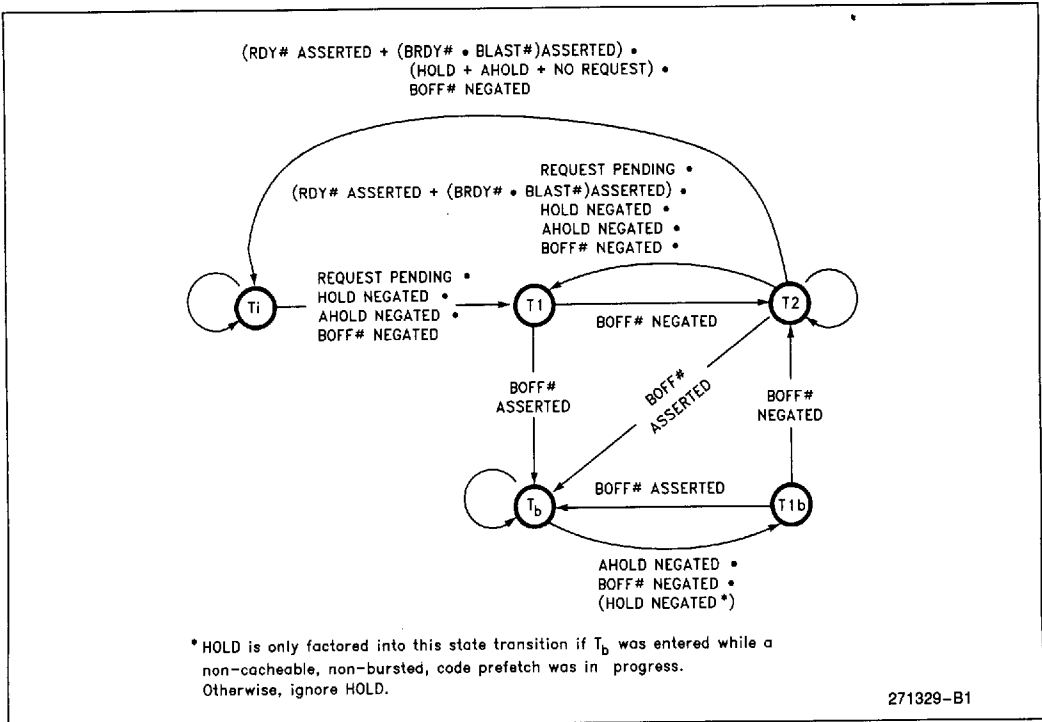 (RDY# ASSERTED + (BRDY# • BLAST#)ASSERTED) •
(HOLD + AHOLD + NO REQUEST) •
BOFF# NEGATED
REQUEST PENDING •
(RDY# ASSERTED + (BRDY# • BLAST#)ASSERTED) •
HOLD NEGATED •
AHOLD NEGATED •
BOFF# NEGATED •
REQUEST PENDING •
HOLD NEGATED •
AHOLD NEGATED •
BOFF# NEGATED
Ti
T1
T2
BOFF# NEGATED
BOFF#
ASSERTED
BOFF#
ASSERTED
BOFF#
NEGATED
Tb
BOFF# ASSERTED
T1b
AHOLD NEGATED •
BOFF# NEGATED •
(HOLD NEGATED*)
* HOLD is only factored into this state transition if Tb was entered while a
non-cacheable, non-bursted, code prefetch was in progress.
Otherwise, ignore HOLD.
271329-B1